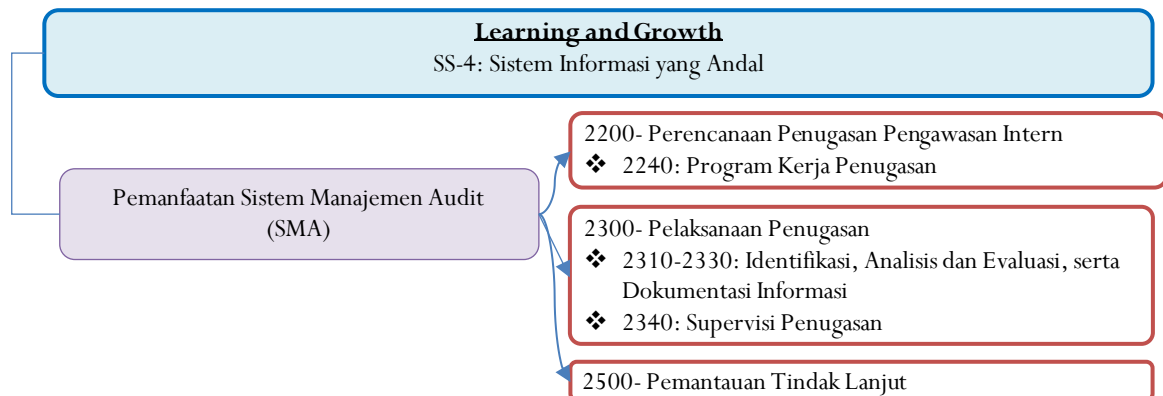 Learning and Growth
SS-4: Sistem Informasi yang Andal
2200- Perencanaan Penugasan Pengawasan Intern
❖ 2240: Program Kerja Penugasan
Pemanfaatan Sistem Manajemen Audit
(SMA)
2300- Pelaksanaan Penugasan
❖ 2310-2330: Identifikasi, Analisis dan Evaluasi, serta
Dokumentasi Informasi
❖ 2340: Supervisi Penugasan
2500- Pemantauan Tindak Lanjut